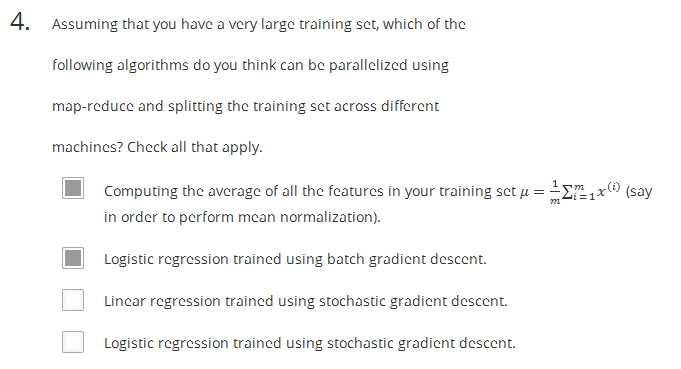 4. Assuming that you have a very large training set, which of the
following algorithms do you think can be parallelized using
map-reduce and splitting the training set across different
machines? Check all that apply.
Computing the average of all the features in your training set μ = 1/m Σᵐᵢ₌₁ x⁽ⁱ⁾ (say
in order to perform mean normalization).
Logistic regression trained using batch gradient descent.
Linear regression trained using stochastic gradient descent.
Logistic regression trained using stochastic gradient descent.